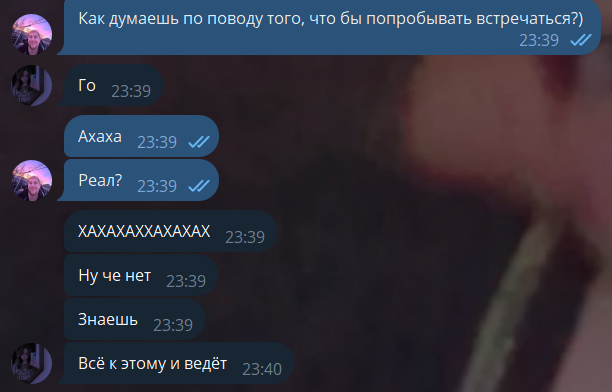 Как думаешь по поводу того, что бы попробывать встречаться?)
23:39
Го 23:39
Ахаха 23:39
Реал? 23:39
ХАХАХАХХАХАХАХ 23:39
Ну че нет 23:39
Знаешь 23:39
Всё к этому и ведёт 23:40